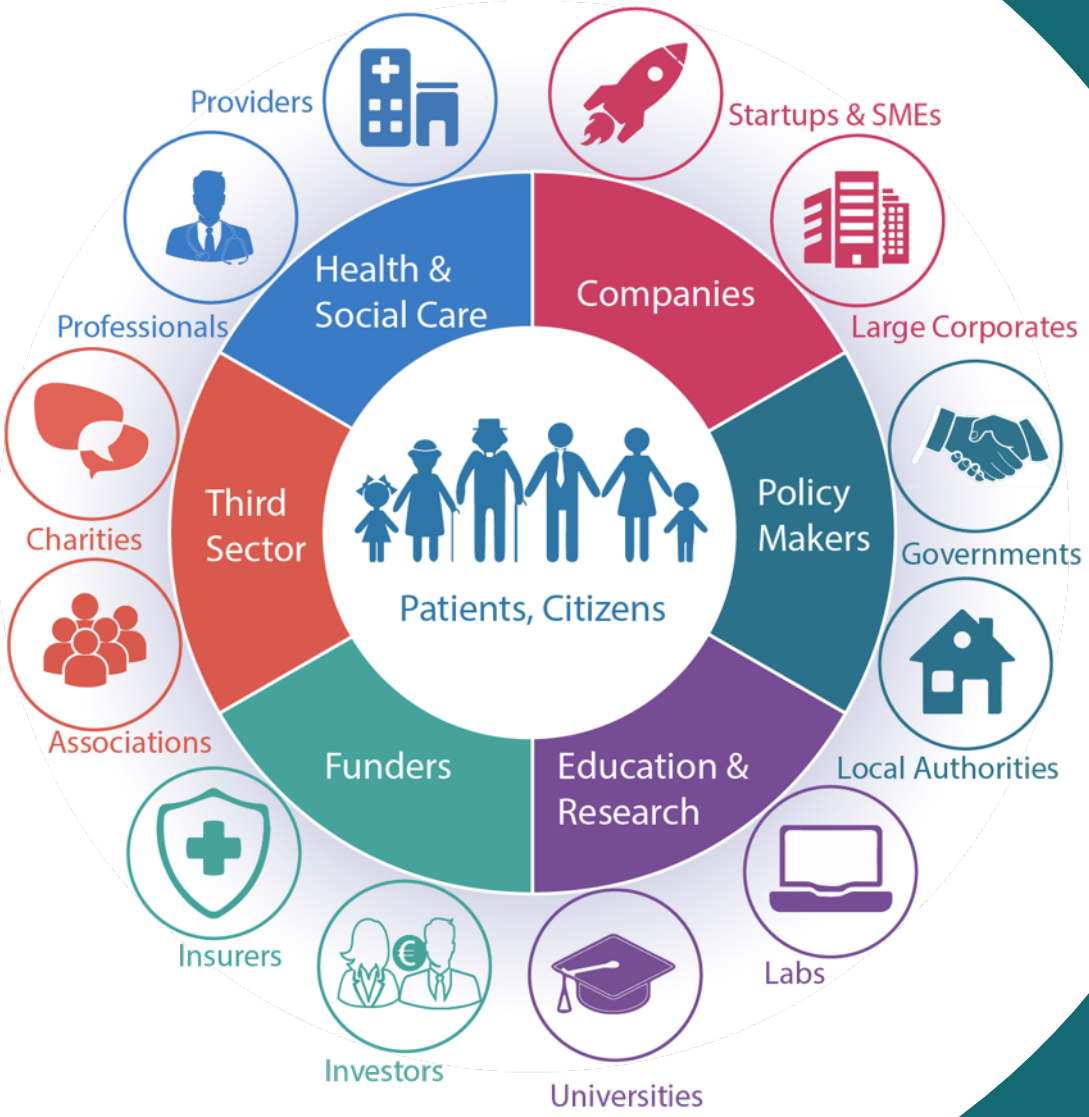 Providers
Startups & SMEs
Professionals
Health &
Social Care
Companies
Large Corporates
Charities
Third
Sector
Policy
Makers
Governments
Patients, Citizens
Associations
Funders
Education &
Research
Local Authorities
Insurers
€
Labs
Investors
Universities